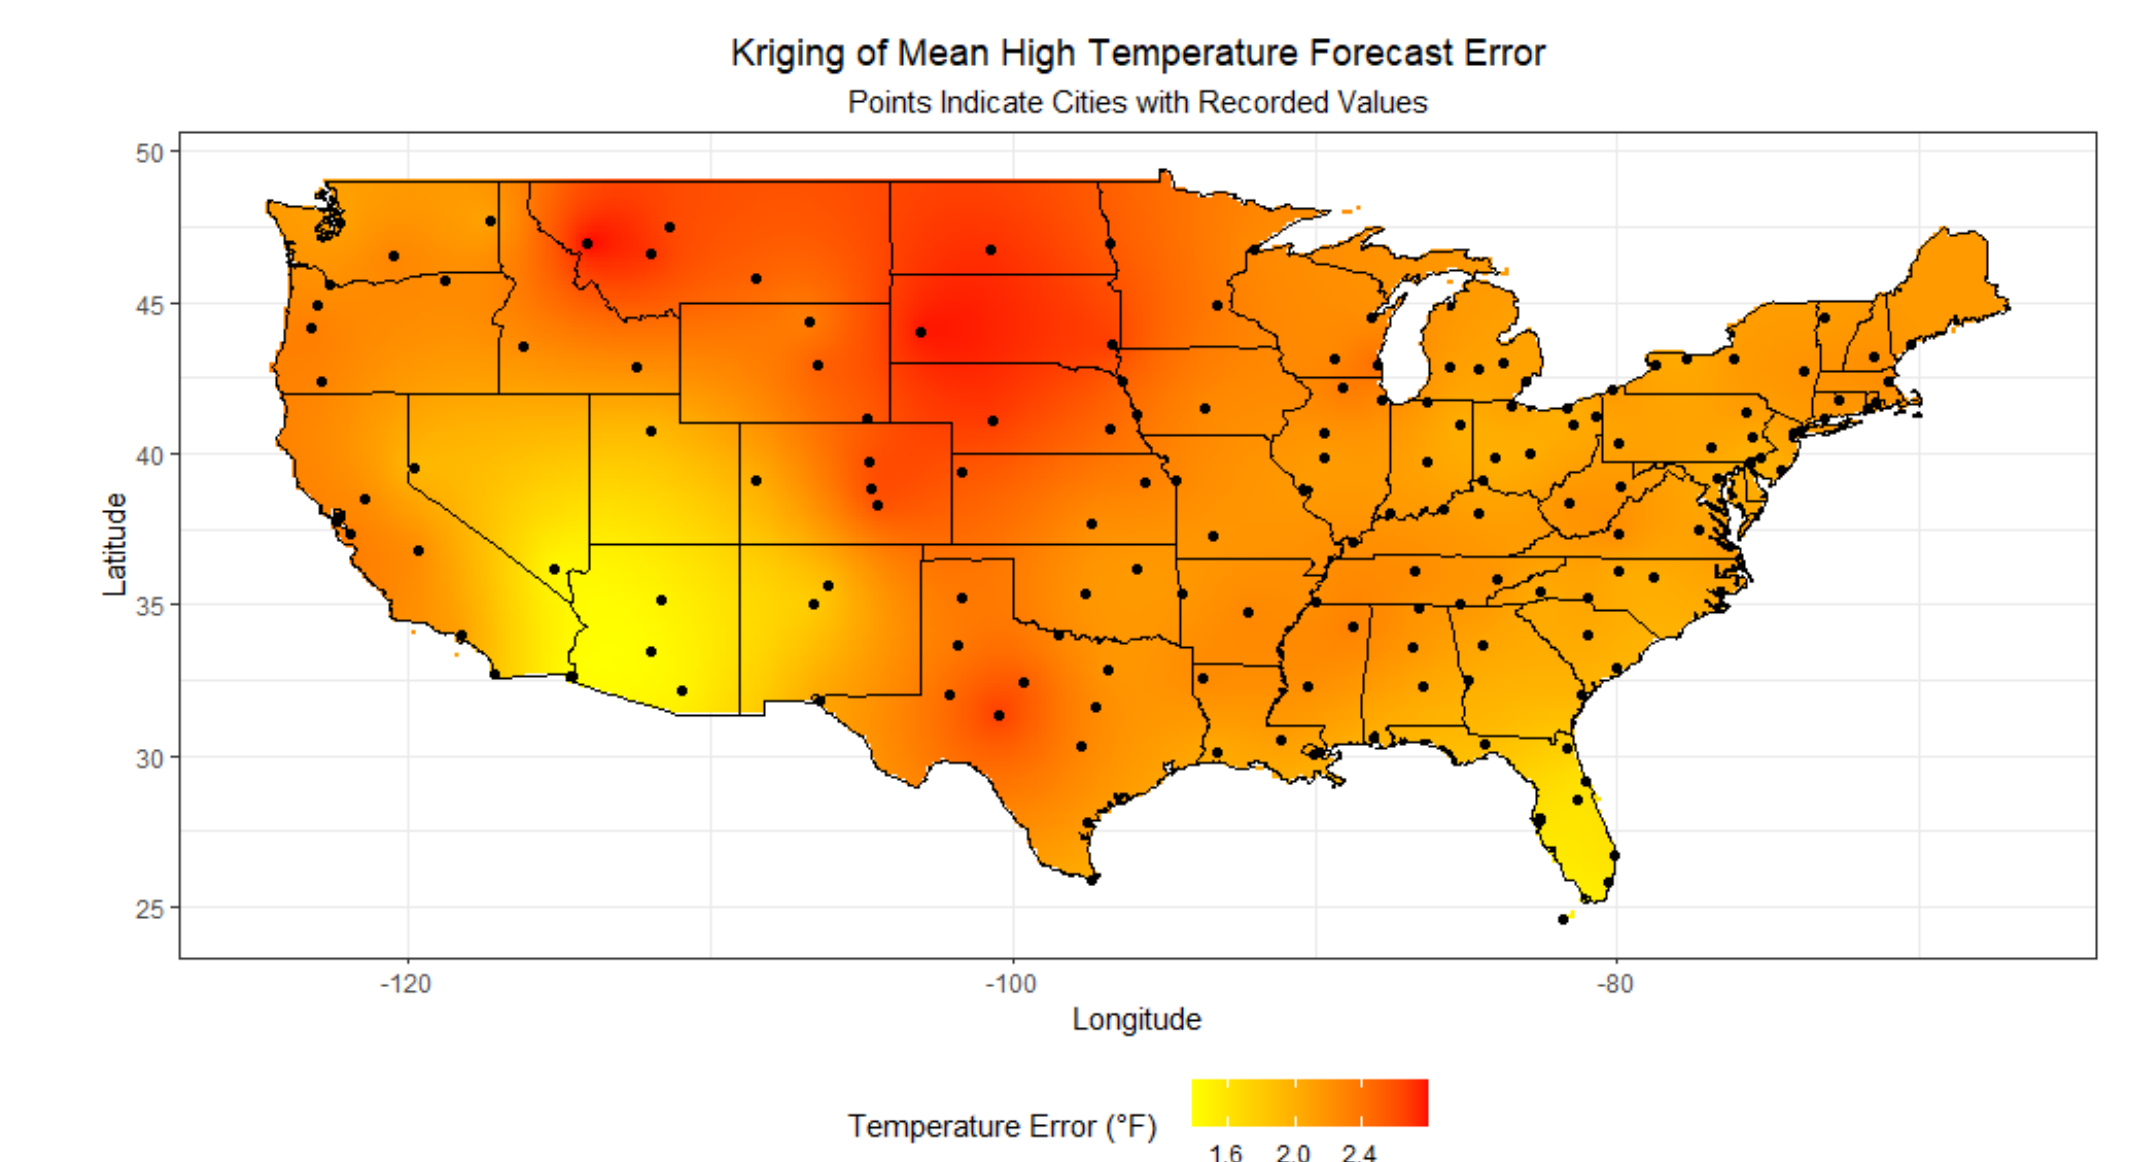 Kriging of Mean High Temperature Forecast Error
Points Indicate Cities with Recorded Values
50
45
40
35
30
25
Latitude
-120 -100 -80
Longitude
Temperature Error (°F)
1.6 2.0 2.4